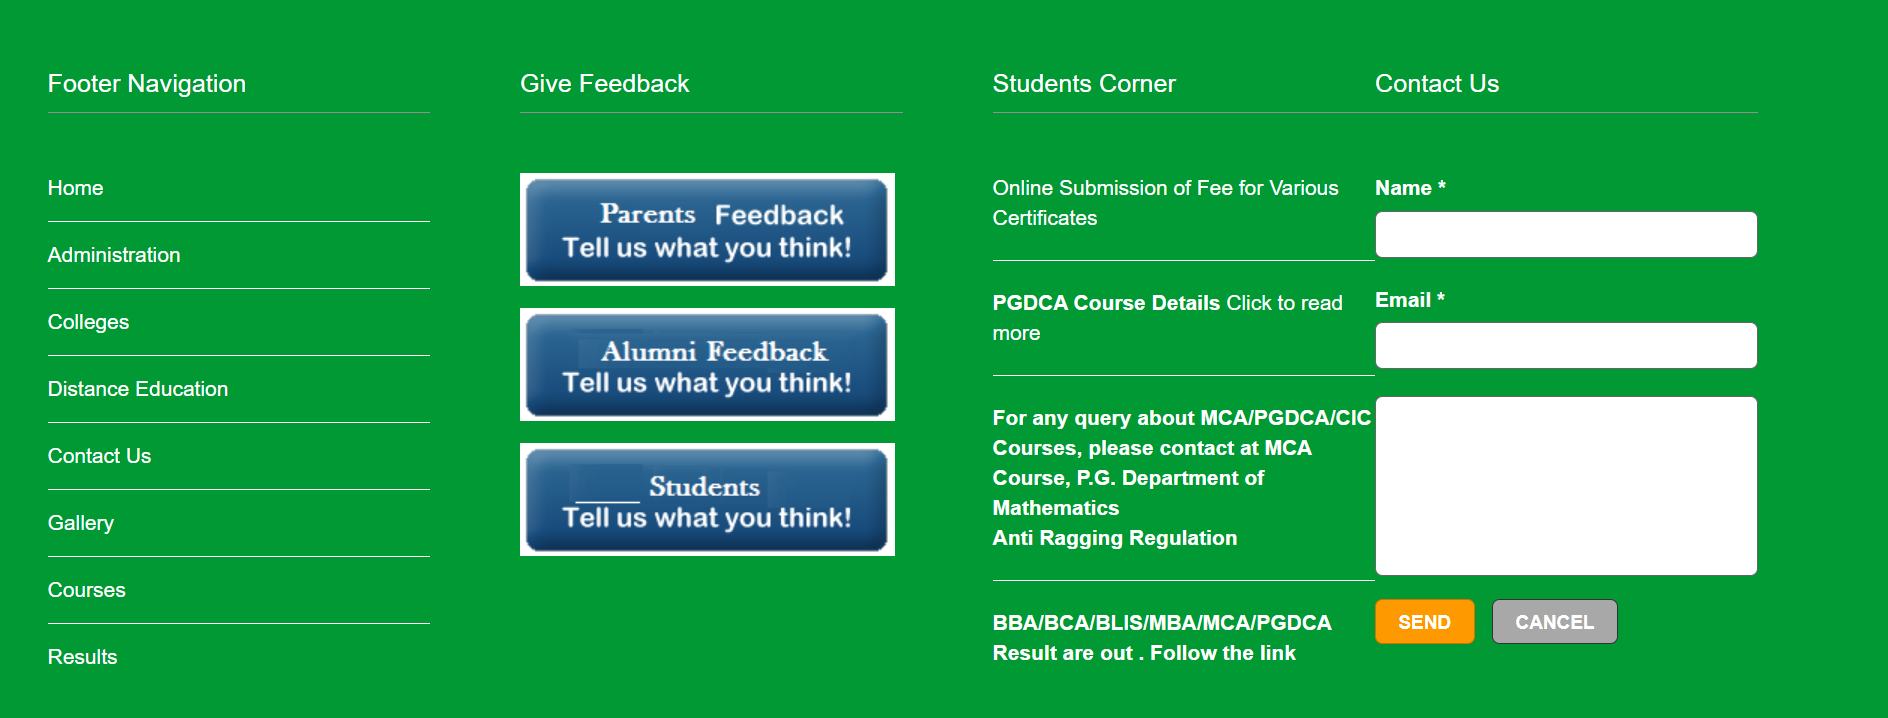 Footer Navigation
Home
Administration
Colleges
Distance Education
Contact Us
Gallery
Courses
Results
Give Feedback
Parents Feedback
Tell us what you think!
Alumni Feedback
Tell us what you think!
____ Students
Tell us what you think!
Students Corner
Online Submission of Fee for Various
Certificates
PGDCA Course Details Click to read
more
For any query about MCA/PGDCA/CIC
Courses, please contact at MCA
Course, P.G. Department of
Mathematics
Anti Ragging Regulation
BBA/BCA/BLIS/MBA/MCA/PGDCA
Result are out . Follow the link
Contact Us
Name *
Email *
SEND
CANCEL